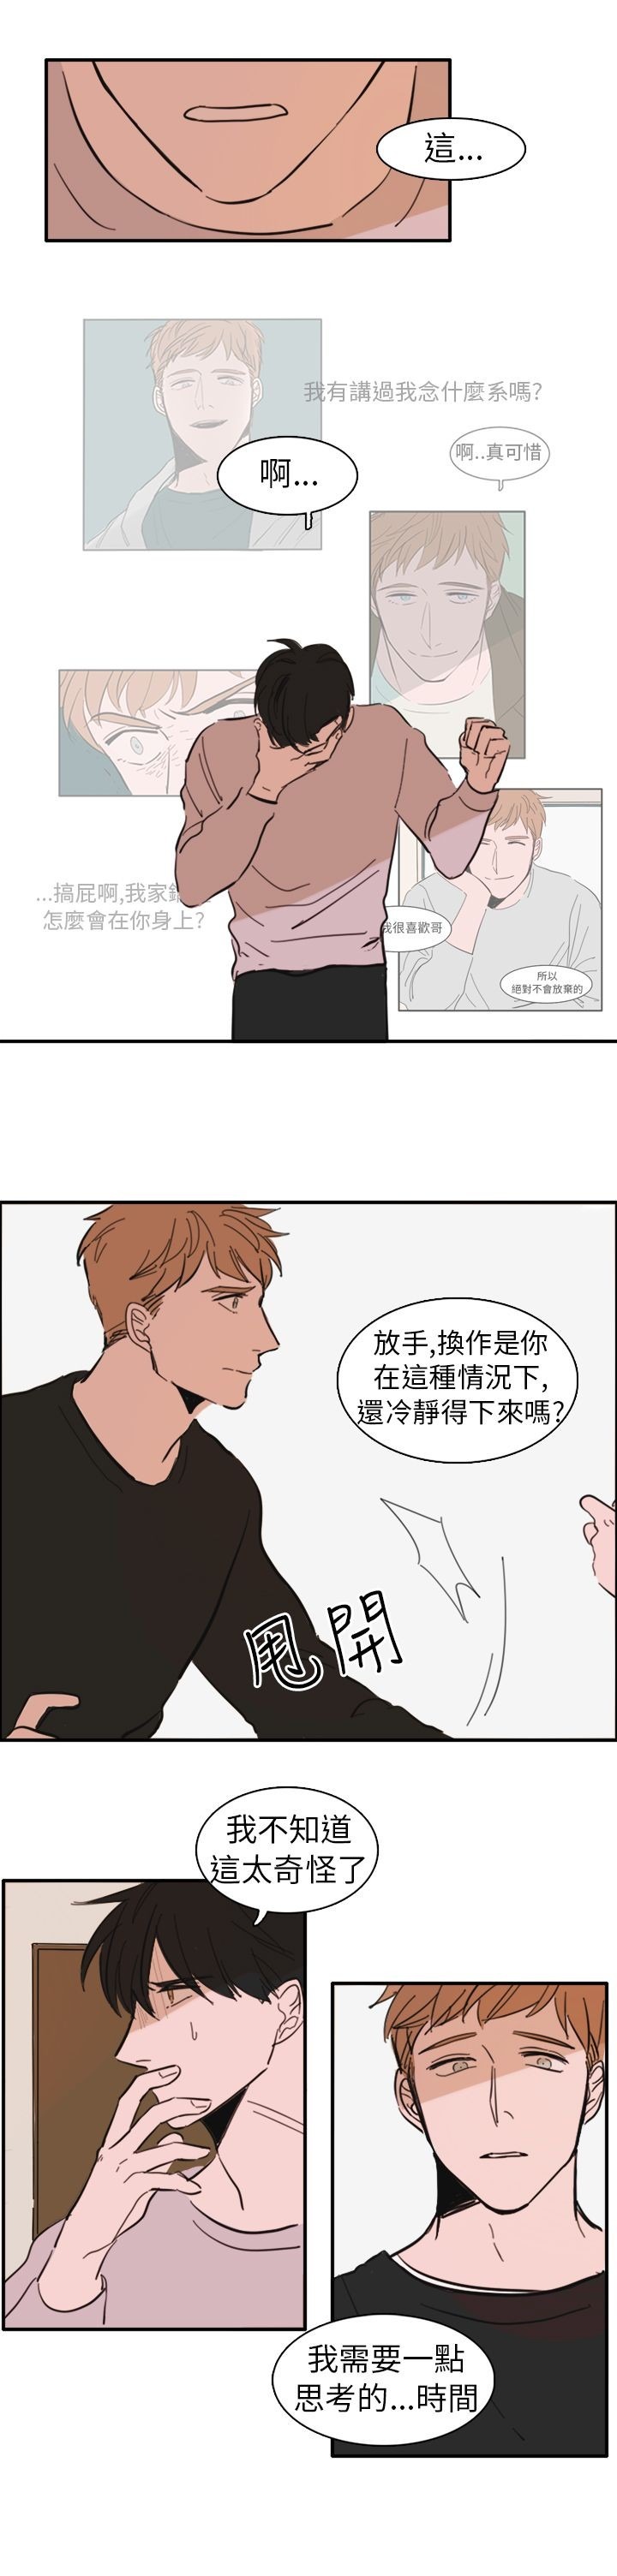 這...
我有講過我念什麼系嗎?
啊..真可惜
啊...
...搞屁啊,我家
怎麼會在你身上?
我很喜歡哥
所以
絕對不會放棄的
放手,換作是你
在這種情況下,
還冷靜得下來嗎?
甩開
我不知道
這太奇怪了
我需要一點
思考的...時間